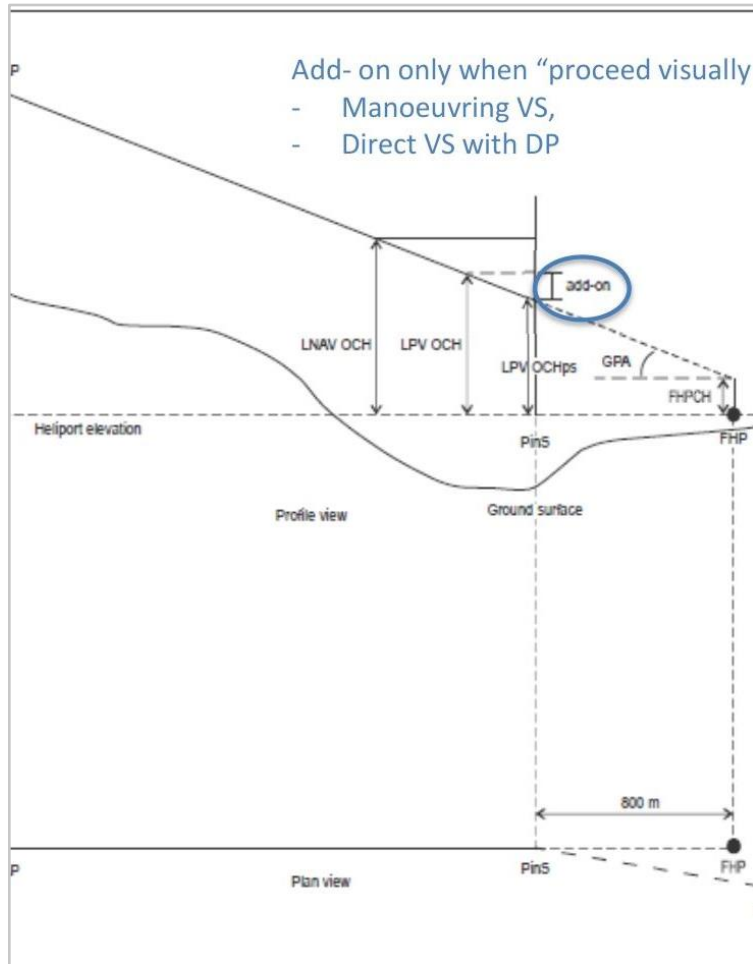 P
Add- on only when “proceed visually
- Manoeuvring VS,
- Direct VS with DP
add-on
LNAV OCH
LPV OCH
LPV OCHps
GPA
FHPCH
Heliport elevation
PinS
FHP
Profile view
Ground surface
800 m
P
PinS
FHP
Plan view